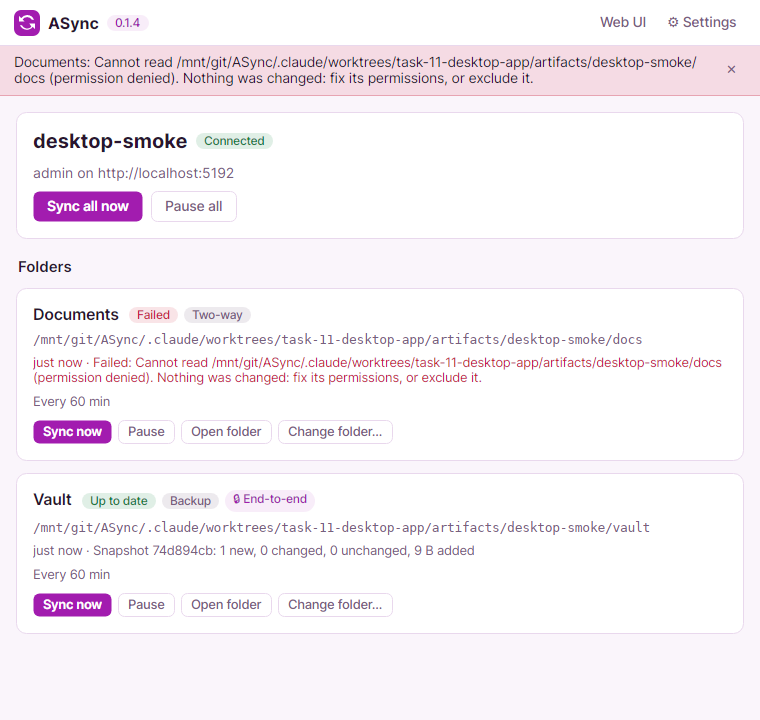 ASync 0.1.4 Web UI ⚙ Settings
Documents: Cannot read /mnt/git/ASync/.claude/worktrees/task-11-desktop-app/artifacts/desktop-smoke/
docs (permission denied). Nothing was changed: fix its permissions, or exclude it. ×
desktop-smoke Connected
admin on http://localhost:5192
Sync all now Pause all
Folders
Documents Failed Two-way
/mnt/git/ASync/.claude/worktrees/task-11-desktop-app/artifacts/desktop-smoke/docs
just now · Failed: Cannot read /mnt/git/ASync/.claude/worktrees/task-11-desktop-app/artifacts/desktop-smoke/docs
(permission denied). Nothing was changed: fix its permissions, or exclude it.
Every 60 min
Sync now Pause Open folder Change folder...
Vault Up to date Backup End-to-end
/mnt/git/ASync/.claude/worktrees/task-11-desktop-app/artifacts/desktop-smoke/vault
just now · Snapshot 74d894cb: 1 new, 0 changed, 0 unchanged, 9 B added
Every 60 min
Sync now Pause Open folder Change folder...